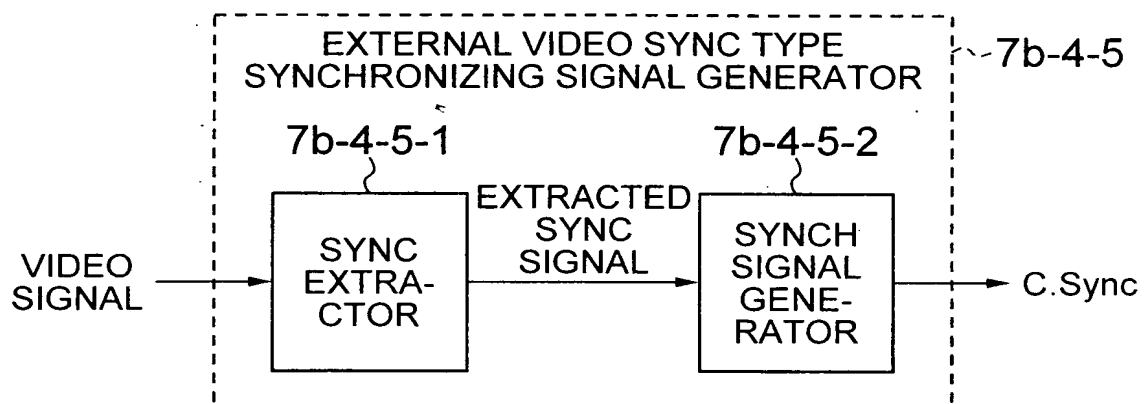 EXTERNAL VIDEO SYNC TYPE
SYNCHRONIZING SIGNAL GENERATOR
7b-4-5
7b-4-5-1
7b-4-5-2
VIDEO
SIGNAL
SYNC
EXTRA-
CTOR
EXTRACTED
SYNC
SIGNAL
SYNCH
SIGNAL
GENE-
RATOR
C.Sync